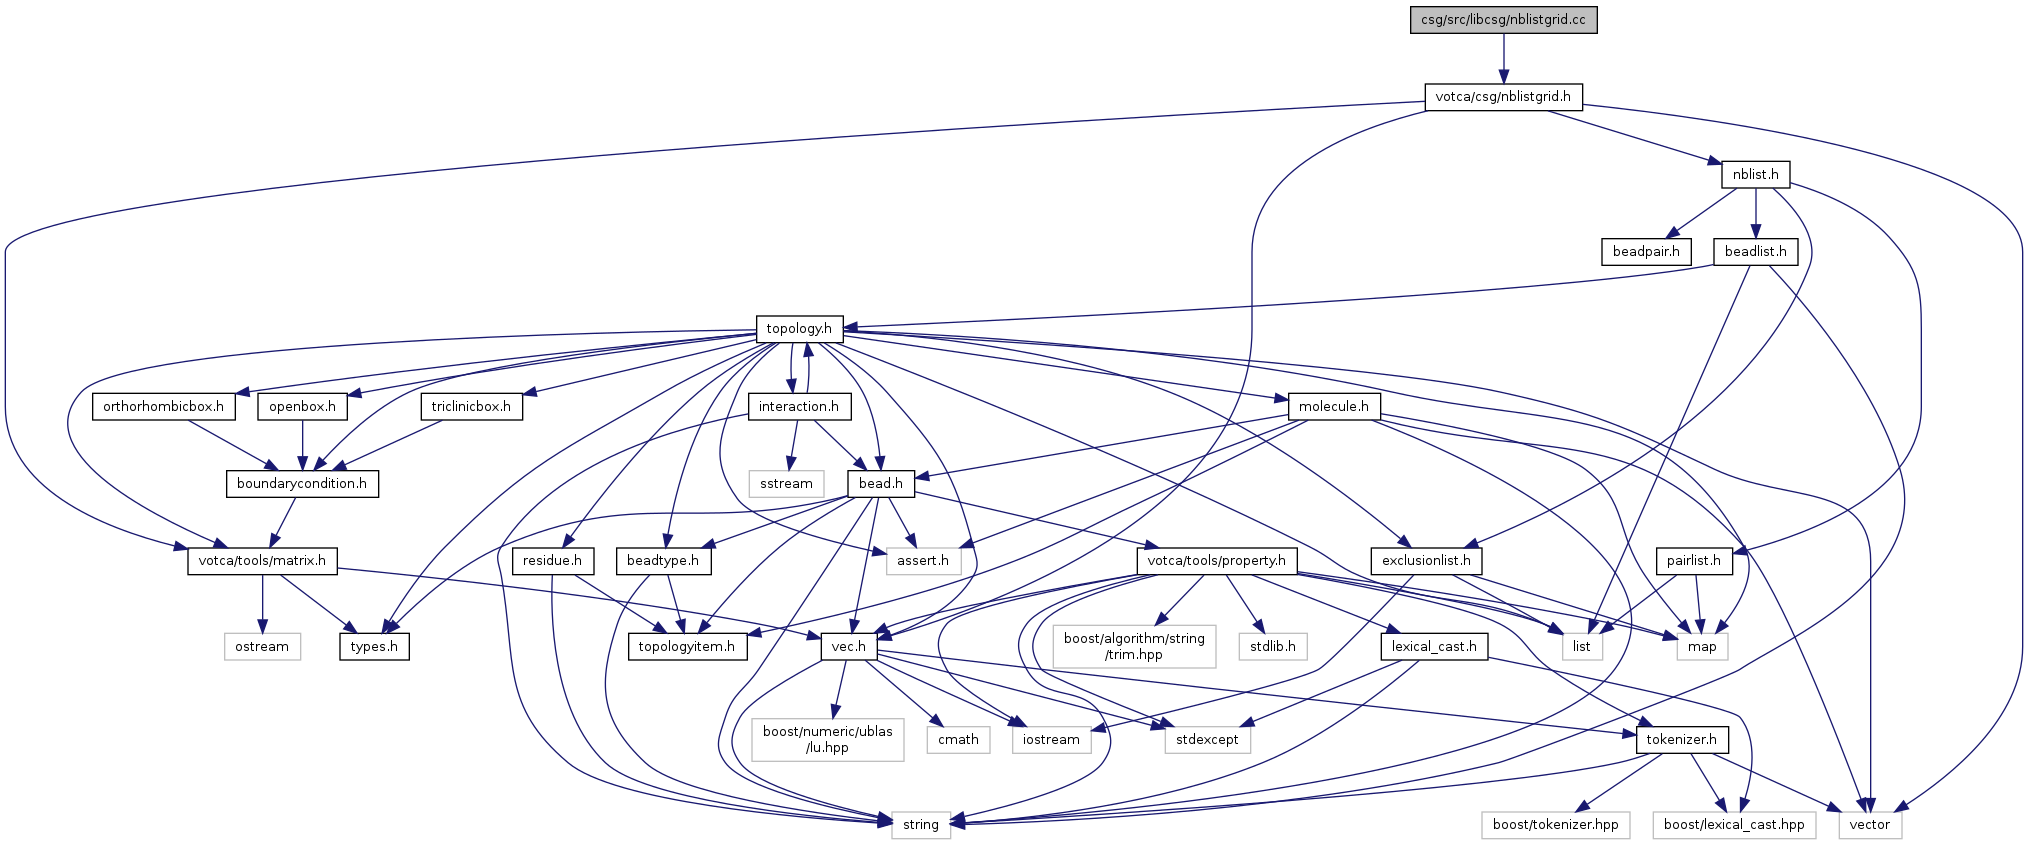 csg/src/libcsg/nblistgrid.cc
votca/csg/nblistgrid.h
nblist.h
beadpair.h
beadlist.h
topology.h
orthorhombicbox.h
openbox.h
triclinicbox.h
interaction.h
molecule.h
boundarycondition.h
sstream
bead.h
votca/tools/matrix.h
residue.h
beadtype.h
assert.h
votca/tools/property.h
exclusionlist.h
pairlist.h
ostream
types.h
topologyitem.h
vec.h
boost/algorithm/string
/trim.hpp
stdlib.h
lexical_cast.h
list
map
boost/numeric/ublas
/lu.hpp
cmath
iostream
stdexcept
tokenizer.h
string
boost/tokenizer.hpp
boost/lexical_cast.hpp
vector